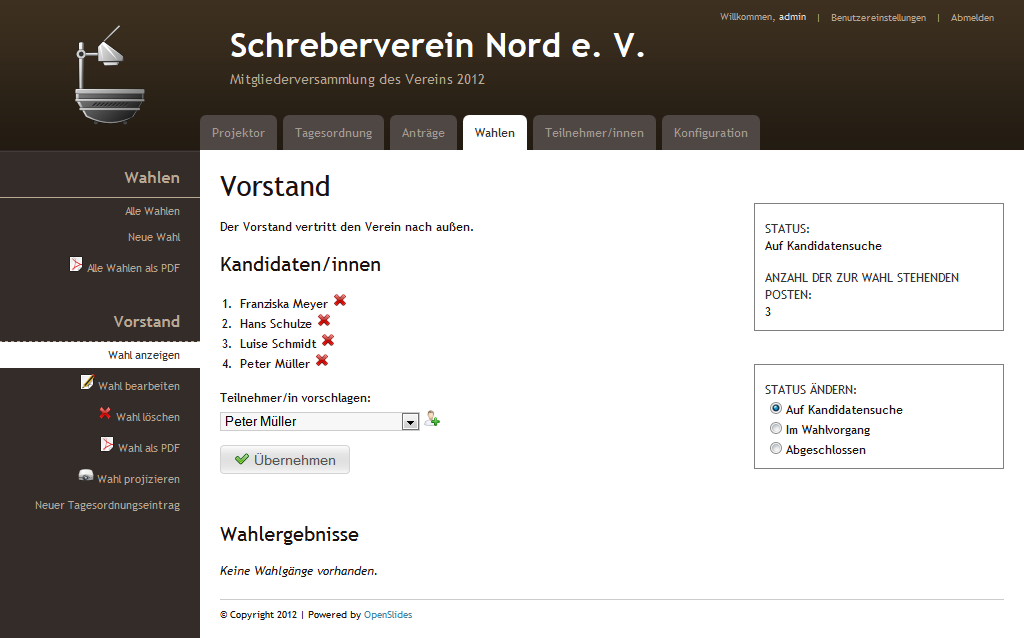 Willkommen, admin | Benutzereinstellungen | Abmelden
Schreberverein Nord e. V.
Mitgliederversammlung des Vereins 2012
Projektor Tagesordnung Anträge Wahlen Teilnehmer/innen Konfiguration
Wahlen
Alle Wahlen
Neue Wahl
Alle Wahlen als PDF
Vorstand
Wahl anzeigen
Wahl bearbeiten
Wahl löschen
Wahl als PDF
Wahl projizieren
Neuer Tagesordnungseintrag
Vorstand
Der Vorstand vertritt den Verein nach außen.
Kandidaten/innen
1. Franziska Meyer
2. Hans Schulze
3. Luise Schmidt
4. Peter Müller
Teilnehmer/in vorschlagen:
Peter Müller
Übernehmen
Wahlergebnisse
Keine Wahlgänge vorhanden.
STATUS:
Auf Kandidatensuche
ANZAHL DER ZUR WAHL STEHENDEN
POSTEN:
3
STATUS ÄNDERN:
Auf Kandidatensuche
Im Wahlvorgang
Abgeschlossen
© Copyright 2012 | Powered by OpenSlides